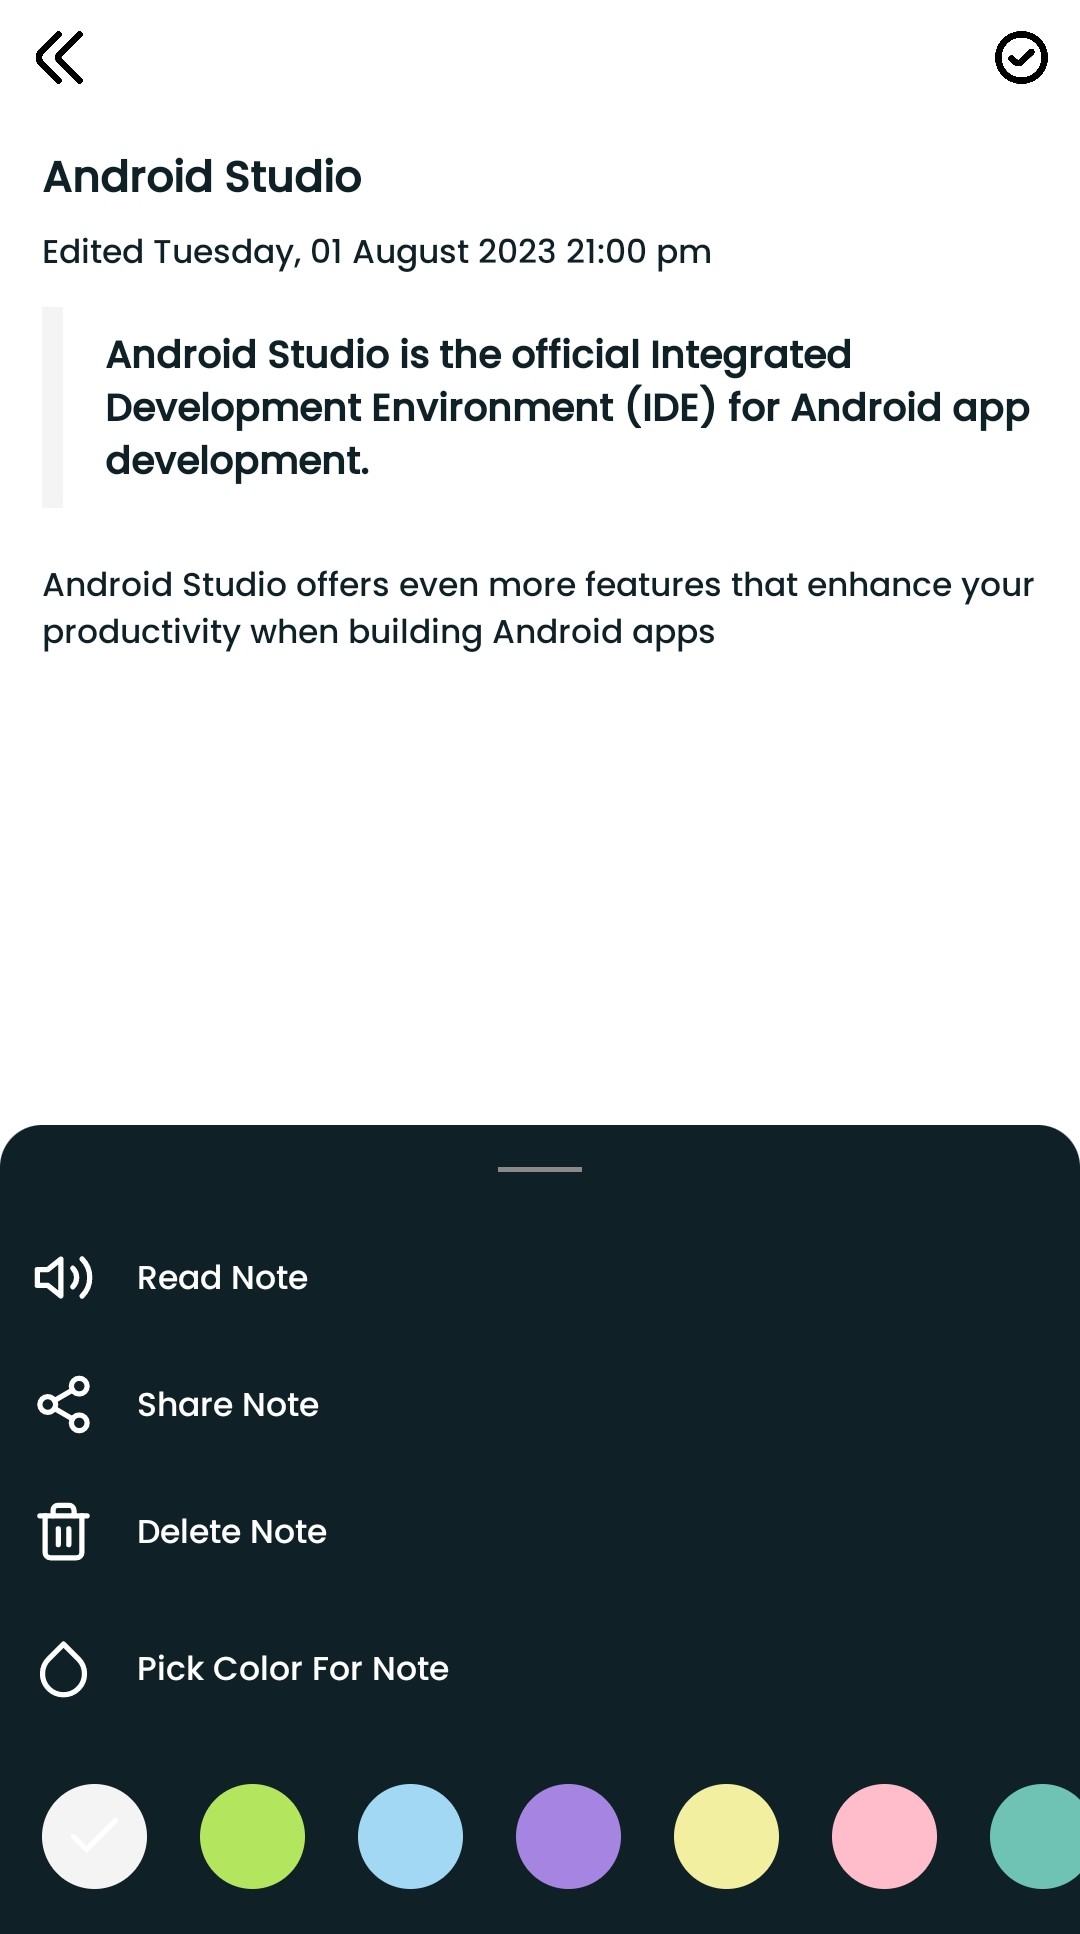 Android Studio
Edited Tuesday, 01 August 2023 21:00 pm
Android Studio is the official Integrated
Development Environment (IDE) for Android app
development.
Android Studio offers even more features that enhance your
productivity when building Android apps
Read Note
Share Note
Delete Note
Pick Color For Note